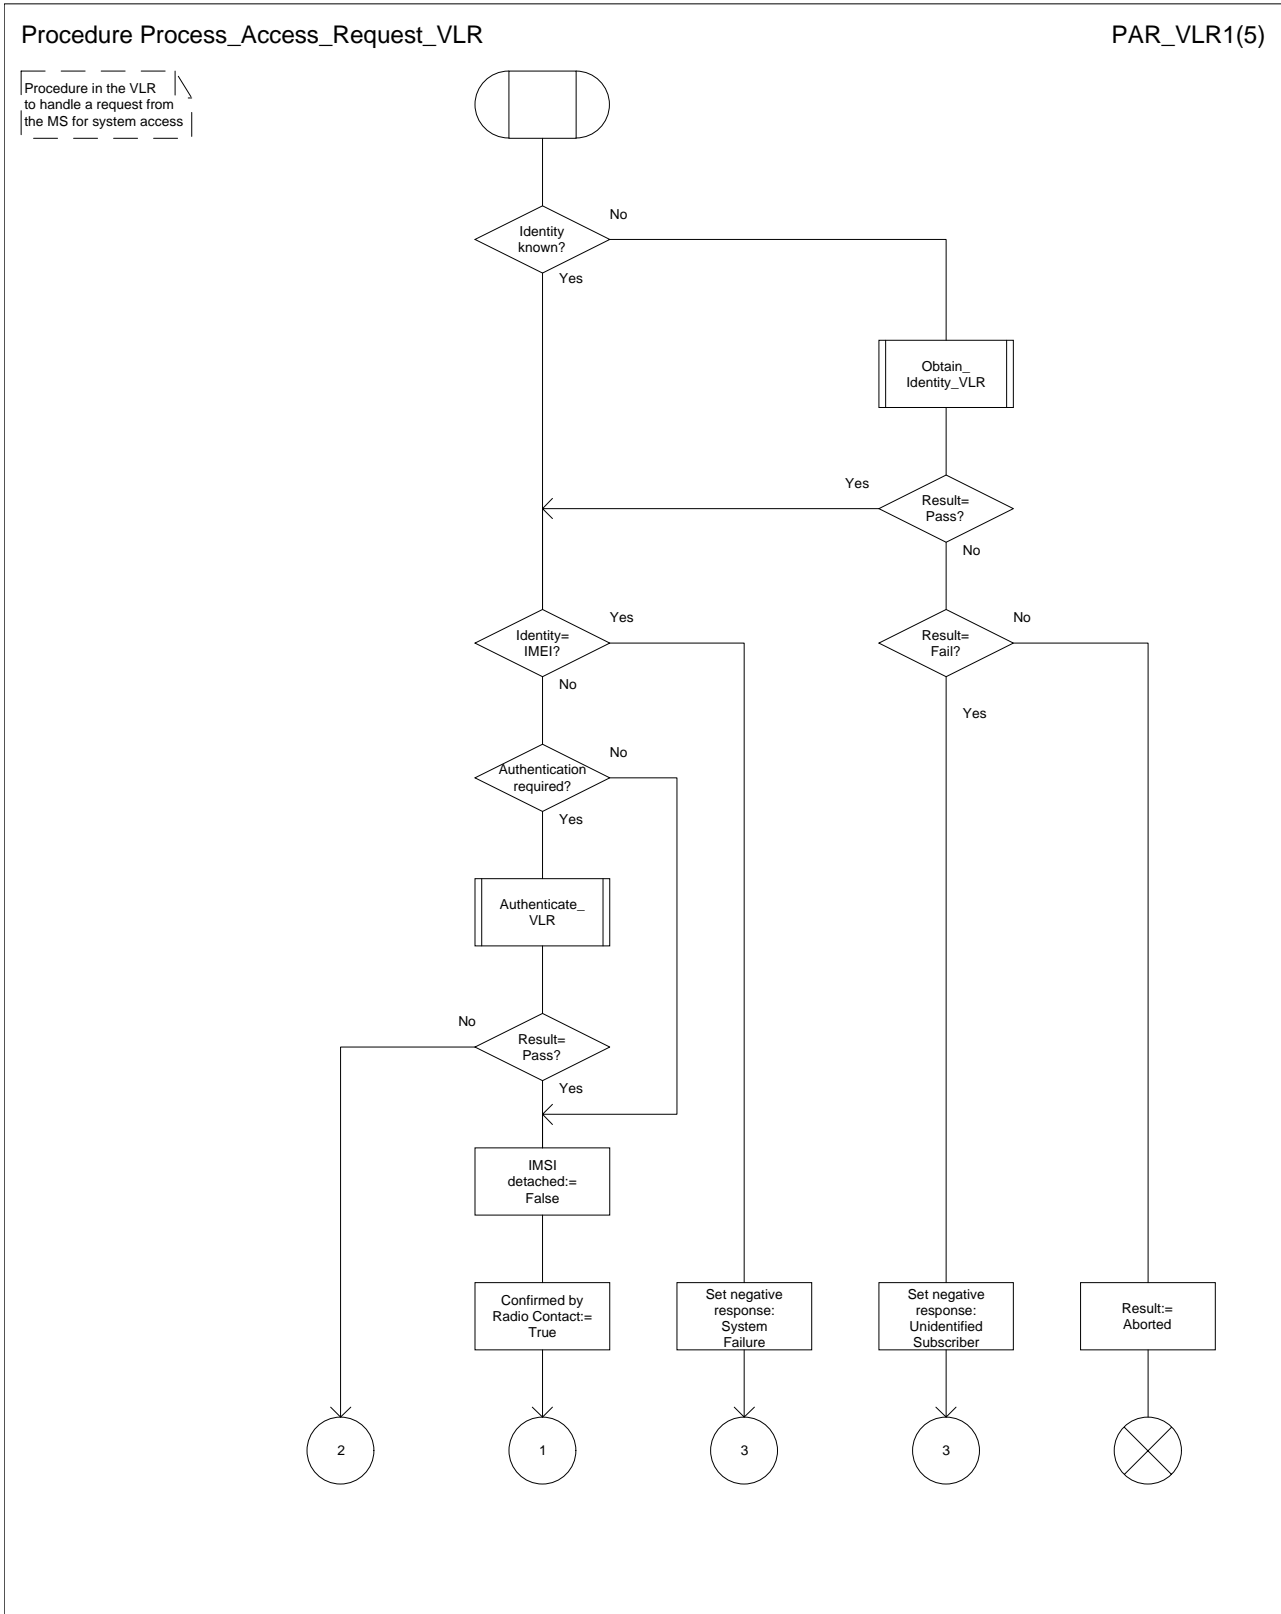 Procedure Process_Access_Request_VLR
PAR_VLR1(5)
Procedure in the VLR
to handle a request from
the MS for system access
No
Identity
known?
Yes
Obtain_
Identity_VLR
Yes
Result=
Pass?
No
Yes
Identity=
IMEI?
No
No
Result=
Fail?
Yes
No
Authentication
required?
Yes
Authenticate_
VLR
No
Result=
Pass?
Yes
IMSI
detached:=
False
Confirmed by
Radio Contact:=
True
Set negative
response:
System
Failure
Set negative
response:
Unidentified
Subscriber
Result:=
Aborted
2
1
3
3